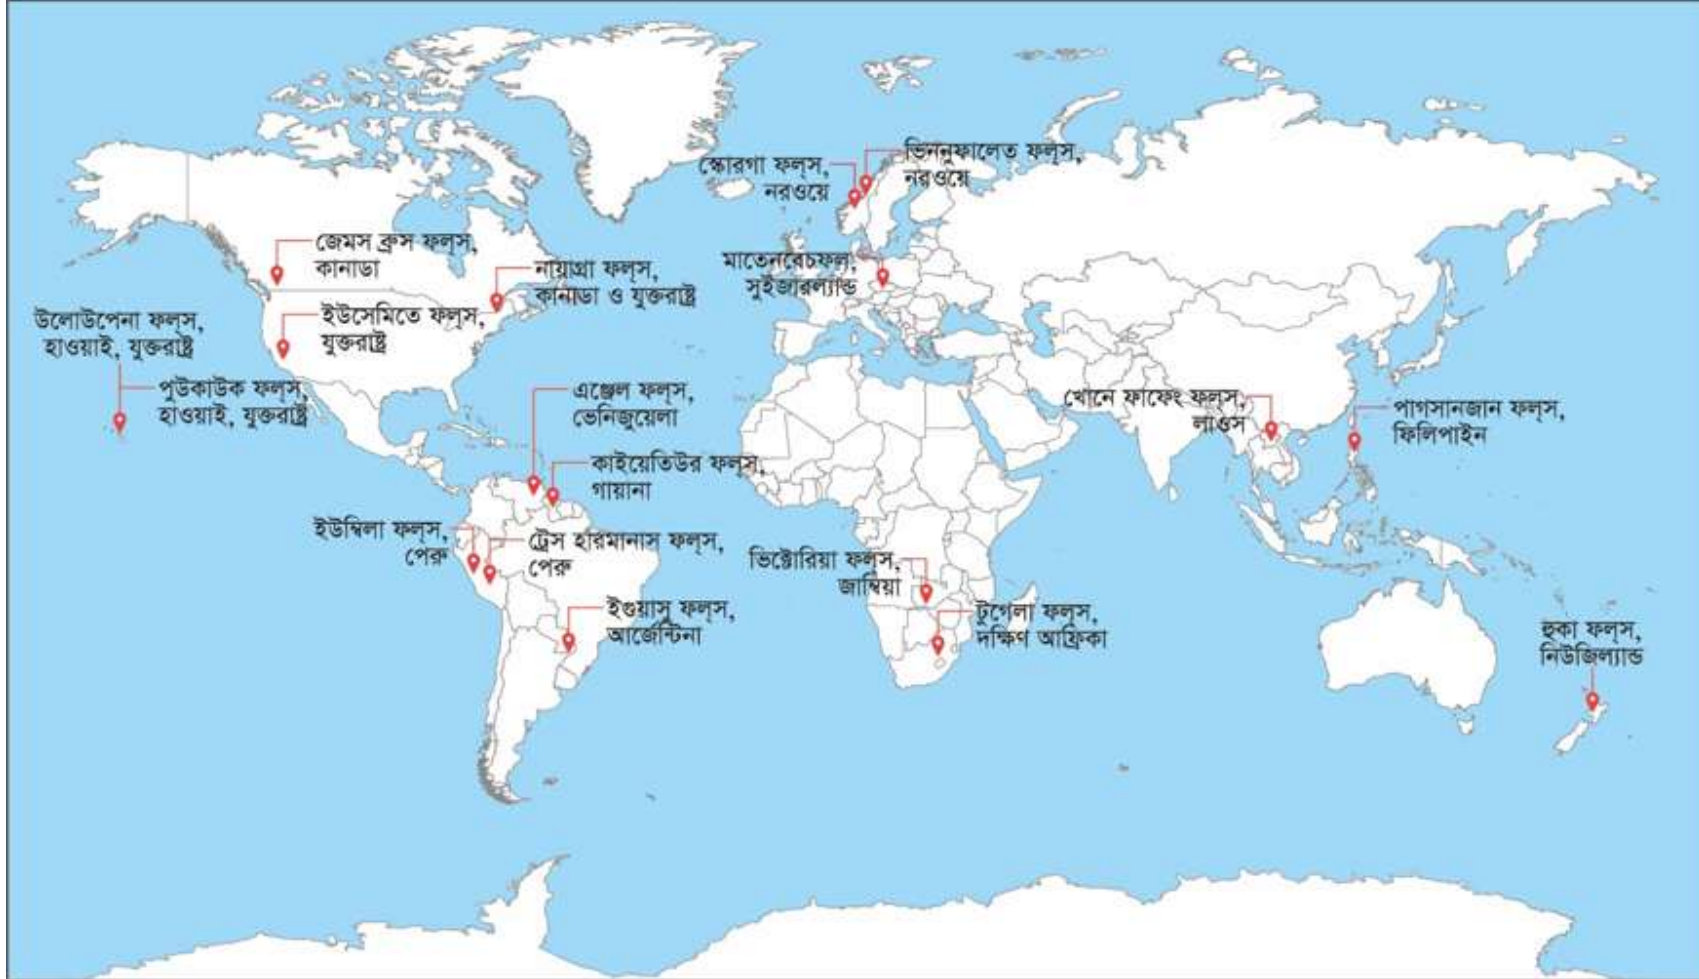 স্কোরগা ফল্‌স,
নরওয়ে
ভিননুফালেত ফল্‌স,
নরওয়ে
জেমস ব্রুস ফল্‌স,
কানাডা
নায়াগ্রা ফল্‌স,
কানাডা ও যুক্তরাষ্ট্র
মাতেনবেচফল্‌,
সুইজারল্যান্ড
উলোউপেনা ফল্‌স,
হাওয়াই, যুক্তরাষ্ট্র
ইউসেমিতে ফল্‌স,
যুক্তরাষ্ট্র
পুউকাউক ফল্‌স,
হাওয়াই, যুক্তরাষ্ট্র
এঞ্জেল ফল্‌স,
ভেনিজুয়েলা
খোনে ফাফেং ফল্‌স,
লাওস
পাগসানজান ফল্‌স,
ফিলিপাইন
কাইয়েতিউর ফল্‌স,
গায়ানা
ইউম্বিলা ফল্‌স,
পেরু
ট্রেস হারমানাস ফল্‌স,
পেরু
ভিক্টোরিয়া ফল্‌স,
জাম্বিয়া
ইগুয়াসু ফল্‌স,
আর্জেন্টিনা
টুগেলা ফল্‌স,
দক্ষিণ আফ্রিকা
হুকা ফল্‌স,
নিউজিল্যান্ড